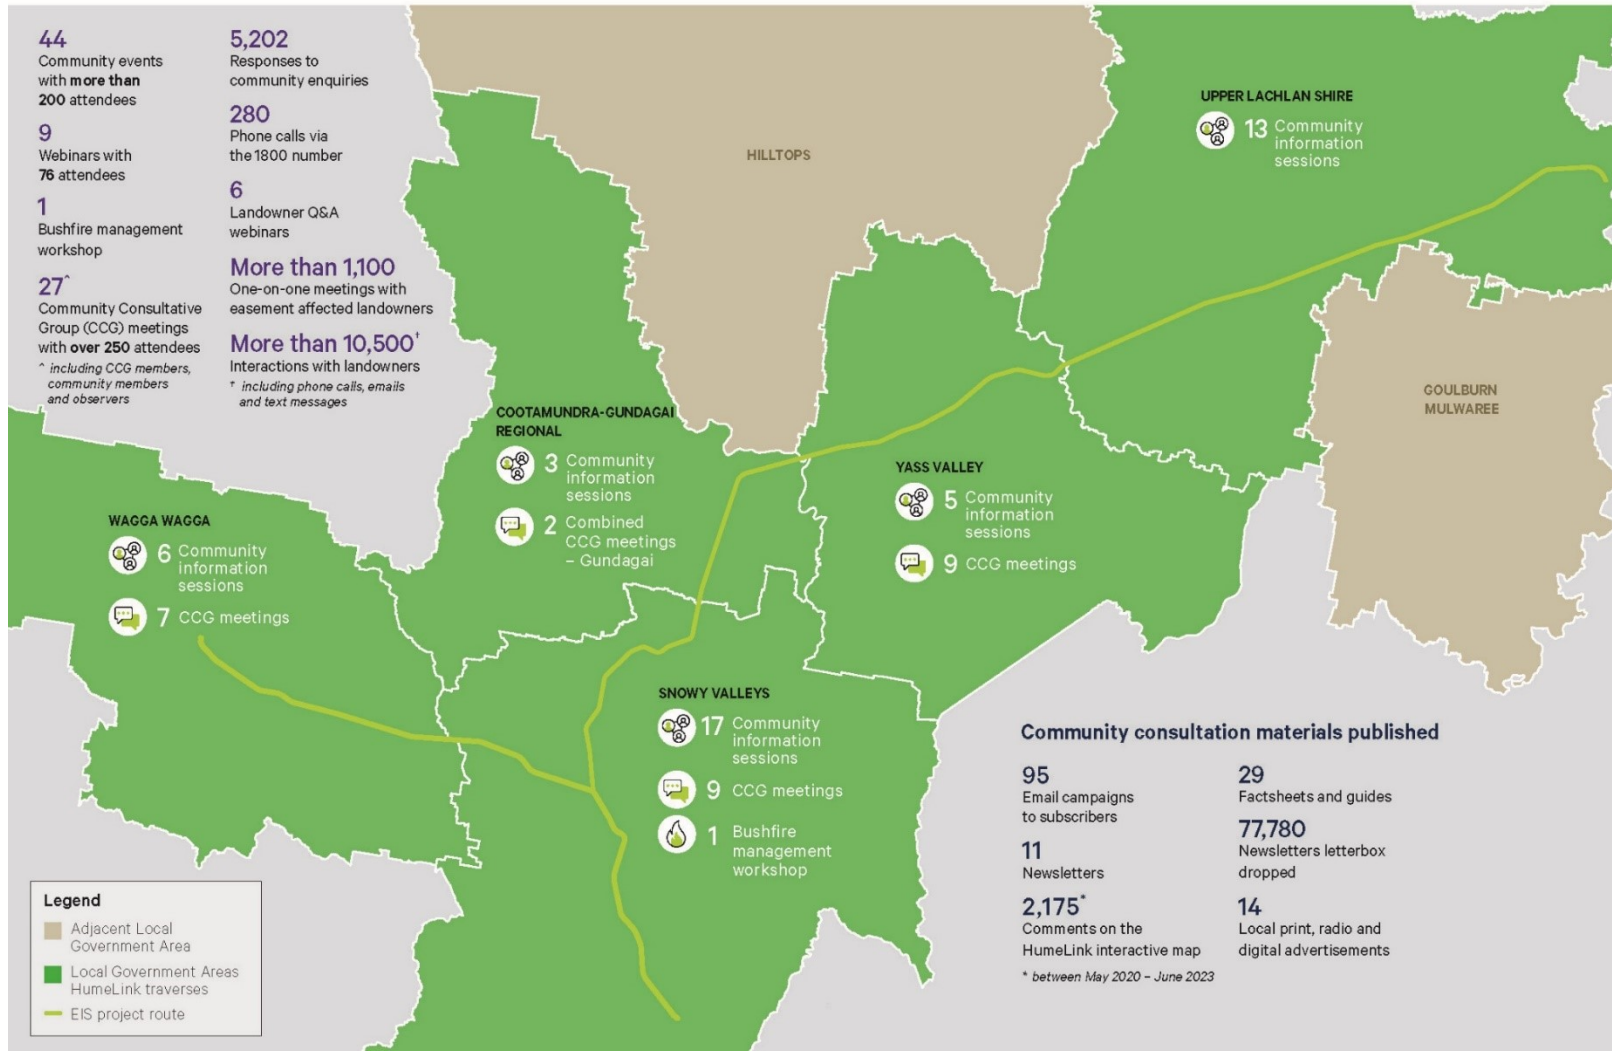 44
Community events
with more than
200 attendees
9
Webinars with
76 attendees
1
Bushfire management
workshop
27^
Community Consultative
Group (CCG) meetings
with over 250 attendees
^ including CCG members,
community members
and observers
5,202
Responses to
community enquiries
280
Phone calls via
the 1800 number
6
Landowner Q&A
webinars
More than 1,100
One-on-one meetings with
easement affected landowners
More than 10,500†
Interactions with landowners
† including phone calls, emails
and text messages
HILLTOPS
UPPER LACHLAN SHIRE
13 Community
information
sessions
GOULBURN
MULWAREE
COOTAMUNDRA-GUNDAGAI
REGIONAL
3 Community
information
sessions
2 Combined
CCG meetings
– Gundagai
YASS VALLEY
5 Community
information
sessions
9 CCG meetings
WAGGA WAGGA
6 Community
information
sessions
7 CCG meetings
SNOWY VALLEYS
17 Community
information
sessions
9 CCG meetings
1 Bushfire
management
workshop
Community consultation materials published
95
Email campaigns
to subscribers
11
Newsletters
2,175*
Comments on the
HumeLink interactive map
* between May 2020 – June 2023
29
Factsheets and guides
77,780
Newsletters letterbox
dropped
14
Local print, radio and
digital advertisements
Legend
Adjacent Local
Government Area
Local Government Areas
HumeLink traverses
EIS project route